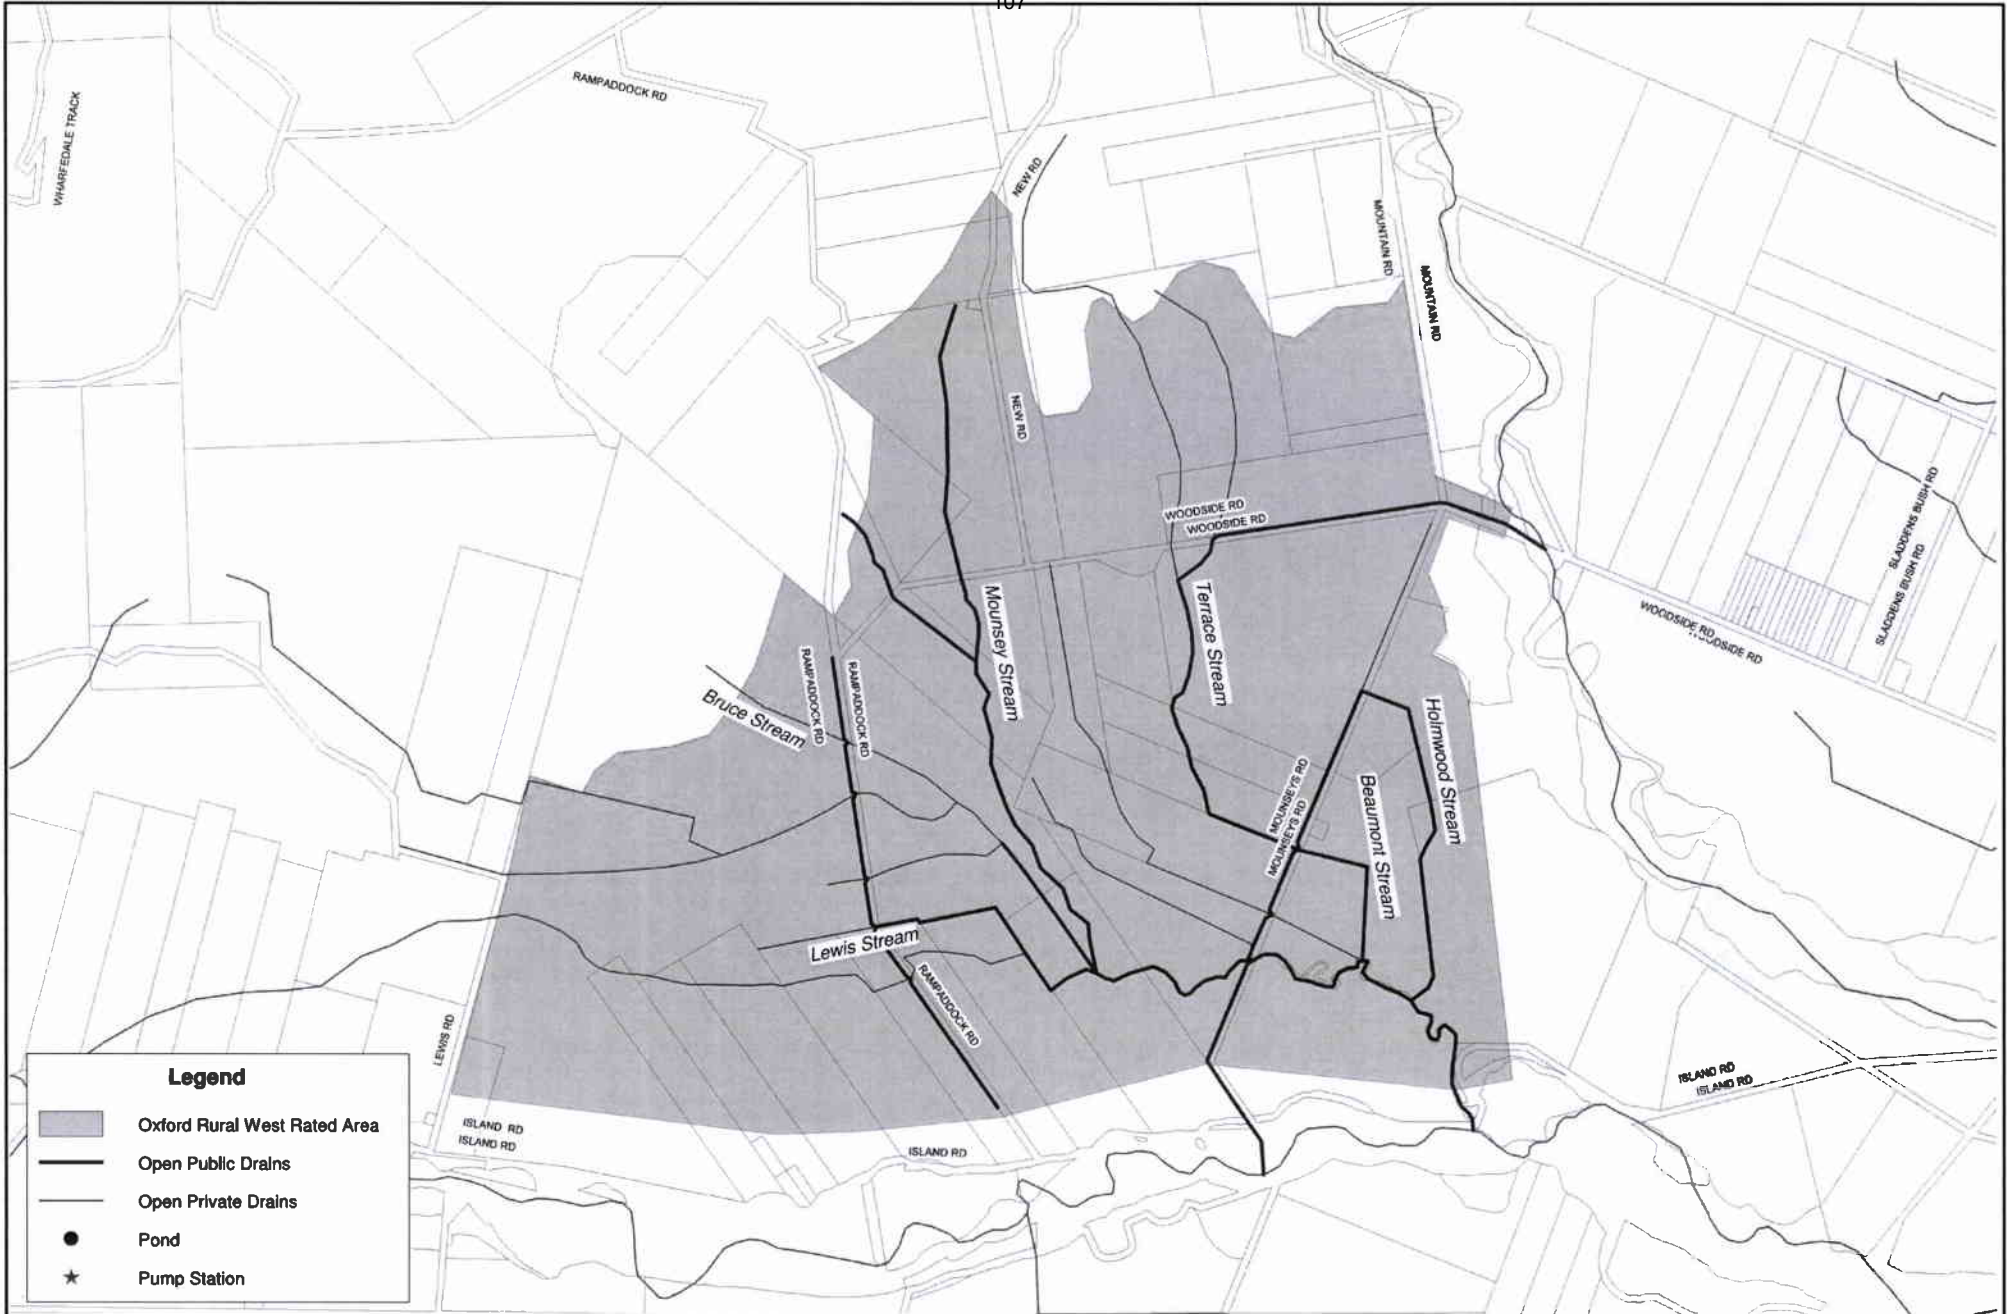 107
RAMPADDOCK RD
WHARFEDALE TRACK
NEW RD
MOUNTAIN RD
MOUNTAIN RD
NEW RD
WOODSIDE RD
WOODSIDE RD
SLADDENS BUSH RD
SLADDENS BUSH RD
WOODSIDE RD
WOODSIDE RD
Mounsey Stream
Terrace Stream
RAMPADDOCK RD
RAMPADDOCK RD
Bruce Stream
Holmwood Stream
MOUNSEYS RD
MOUNSEYS RD
Beaumont Stream
Lewis Stream
RAMPADDOCK RD
LEWIS RD
ISLAND RD
ISLAND RD
ISLAND RD
ISLAND RD
ISLAND RD
Legend
Oxford Rural West Rated Area
Open Public Drains
Open Private Drains
Pond
Pump Station